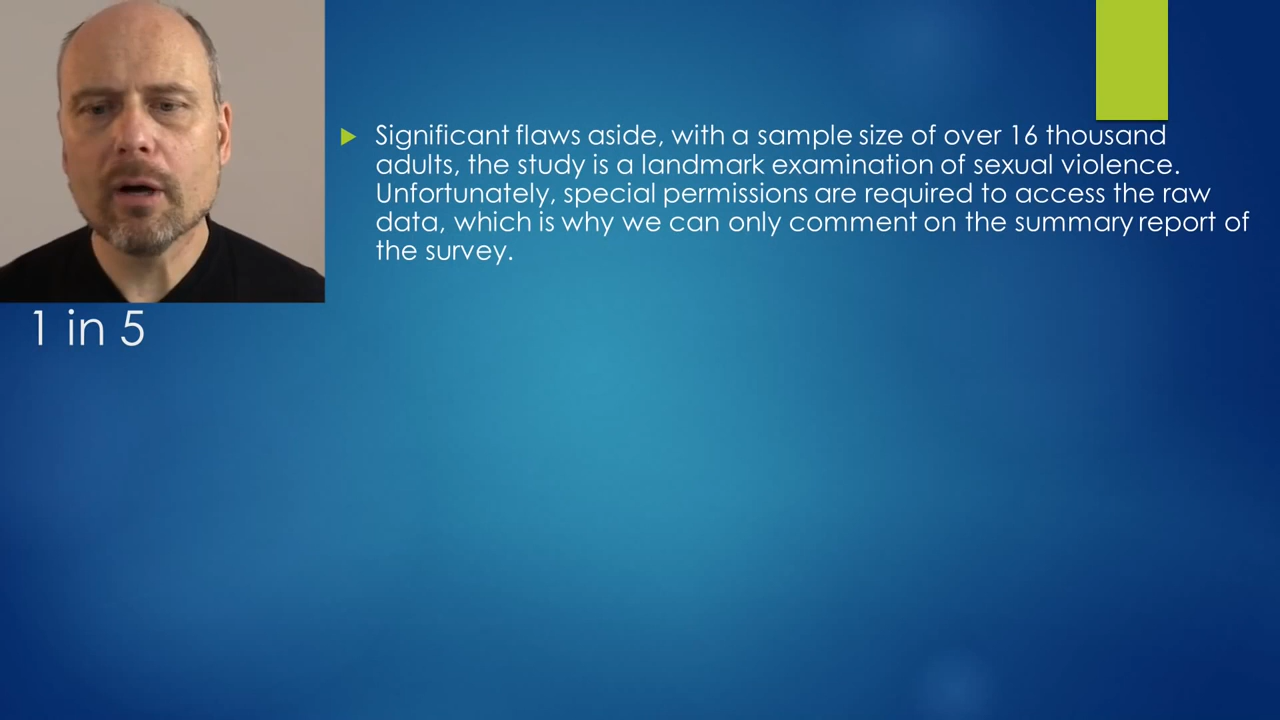 Significant flaws aside, with a sample size of over 16 thousand
adults, the study is a landmark examination of sexual violence.
Unfortunately, special permissions are required to access the raw
data, which is why we can only comment on the summary report of
the survey.
1 in 5